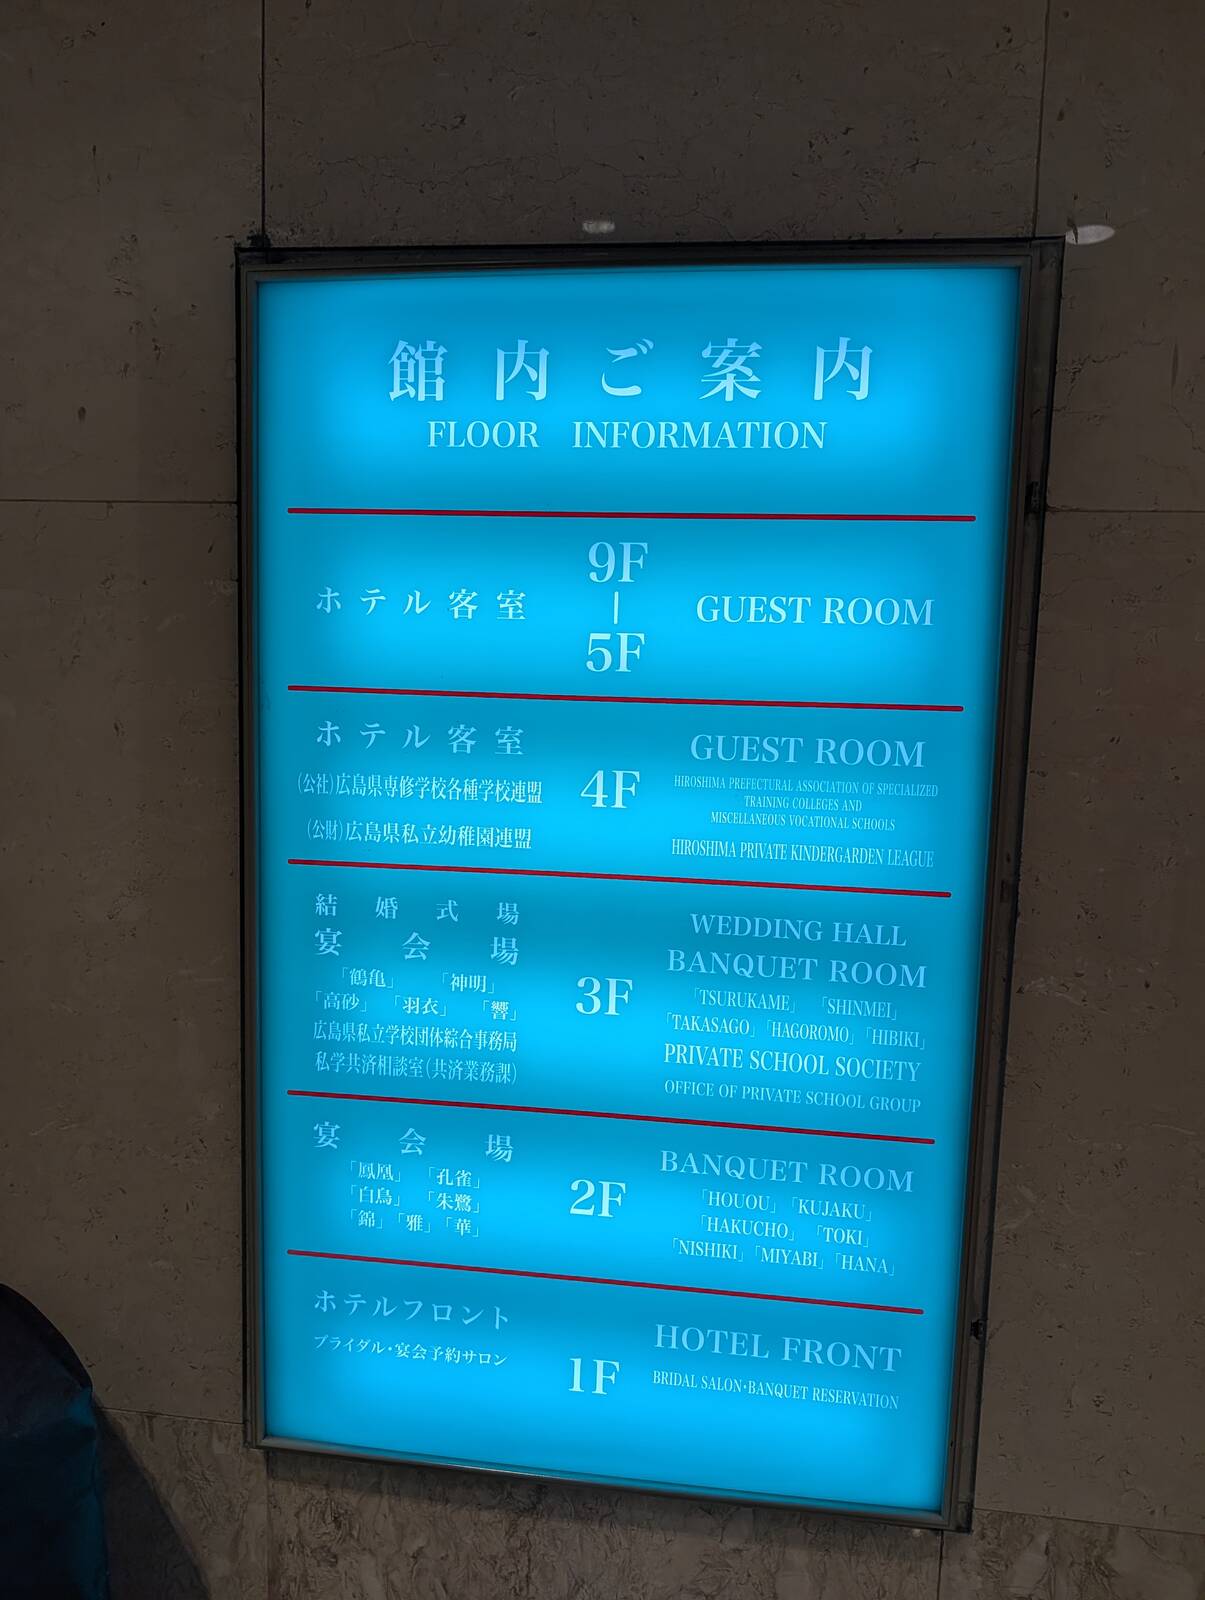 館内ご案内
FLOOR INFORMATION
ホテル客室
9F
|
5F
GUEST ROOM
ホテル客室
(公社)広島県専修学校各種学校連盟
(公財)広島県私立幼稚園連盟
4F
GUEST ROOM
HIROSHIMA PREFECTURAL ASSOCIATION OF SPECIALIZED
TRAINING COLLEGES AND
MISCELLANEOUS VOCATIONAL SCHOOLS
HIROSHIMA PRIVATE KINDERGARDEN LEAGUE
結婚式場
宴会場
「鶴亀」 「神明」
「高砂」 「羽衣」 「響」
広島県私立学校団体綜合事務局
私学共済相談室(共済業務課)
3F
WEDDING HALL
BANQUET ROOM
「TSURUKAME」 「SHINMEI」
「TAKASAGO」「HAGOROMO」「HIBIKI」
PRIVATE SCHOOL SOCIETY
OFFICE OF PRIVATE SCHOOL GROUP
宴会場
「鳳凰」 「孔雀」
「白鳥」 「朱鷺」
「錦」「雅」「華」
2F
BANQUET ROOM
「HOUOU」「KUJAKU」
「HAKUCHO」 「TOKI」
「NISHIKI」「MIYABI」「HANA」
ホテルフロント
ブライダル・宴会予約サロン
1F
HOTEL FRONT
BRIDAL SALON・BANQUET RESERVATION